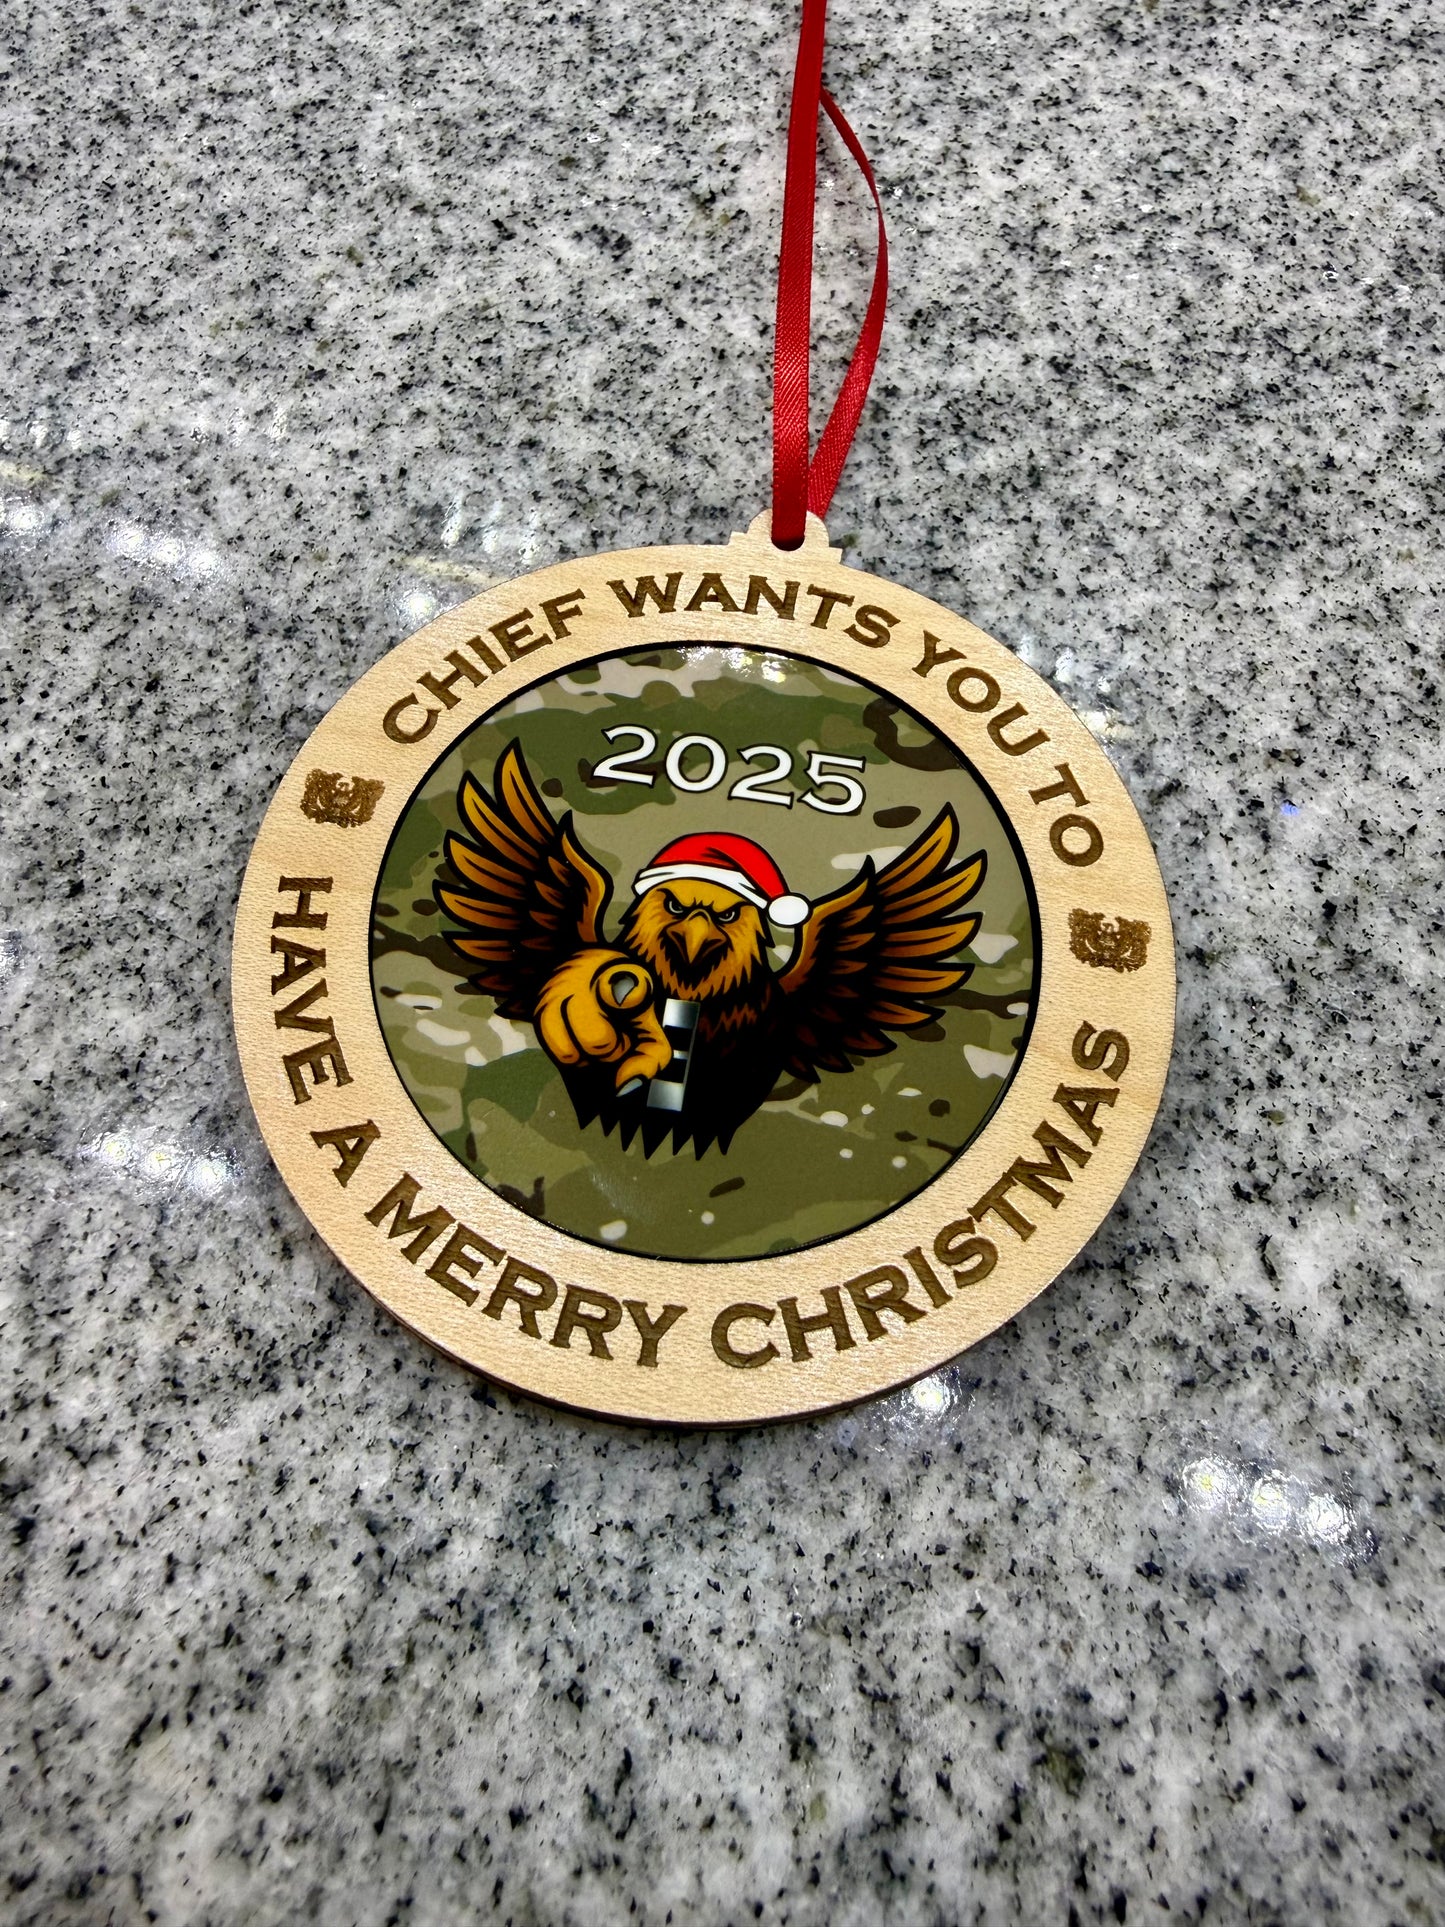 CHIEF WANTS YOU TO
HAVE A MERRY CHRISTMAS
2025